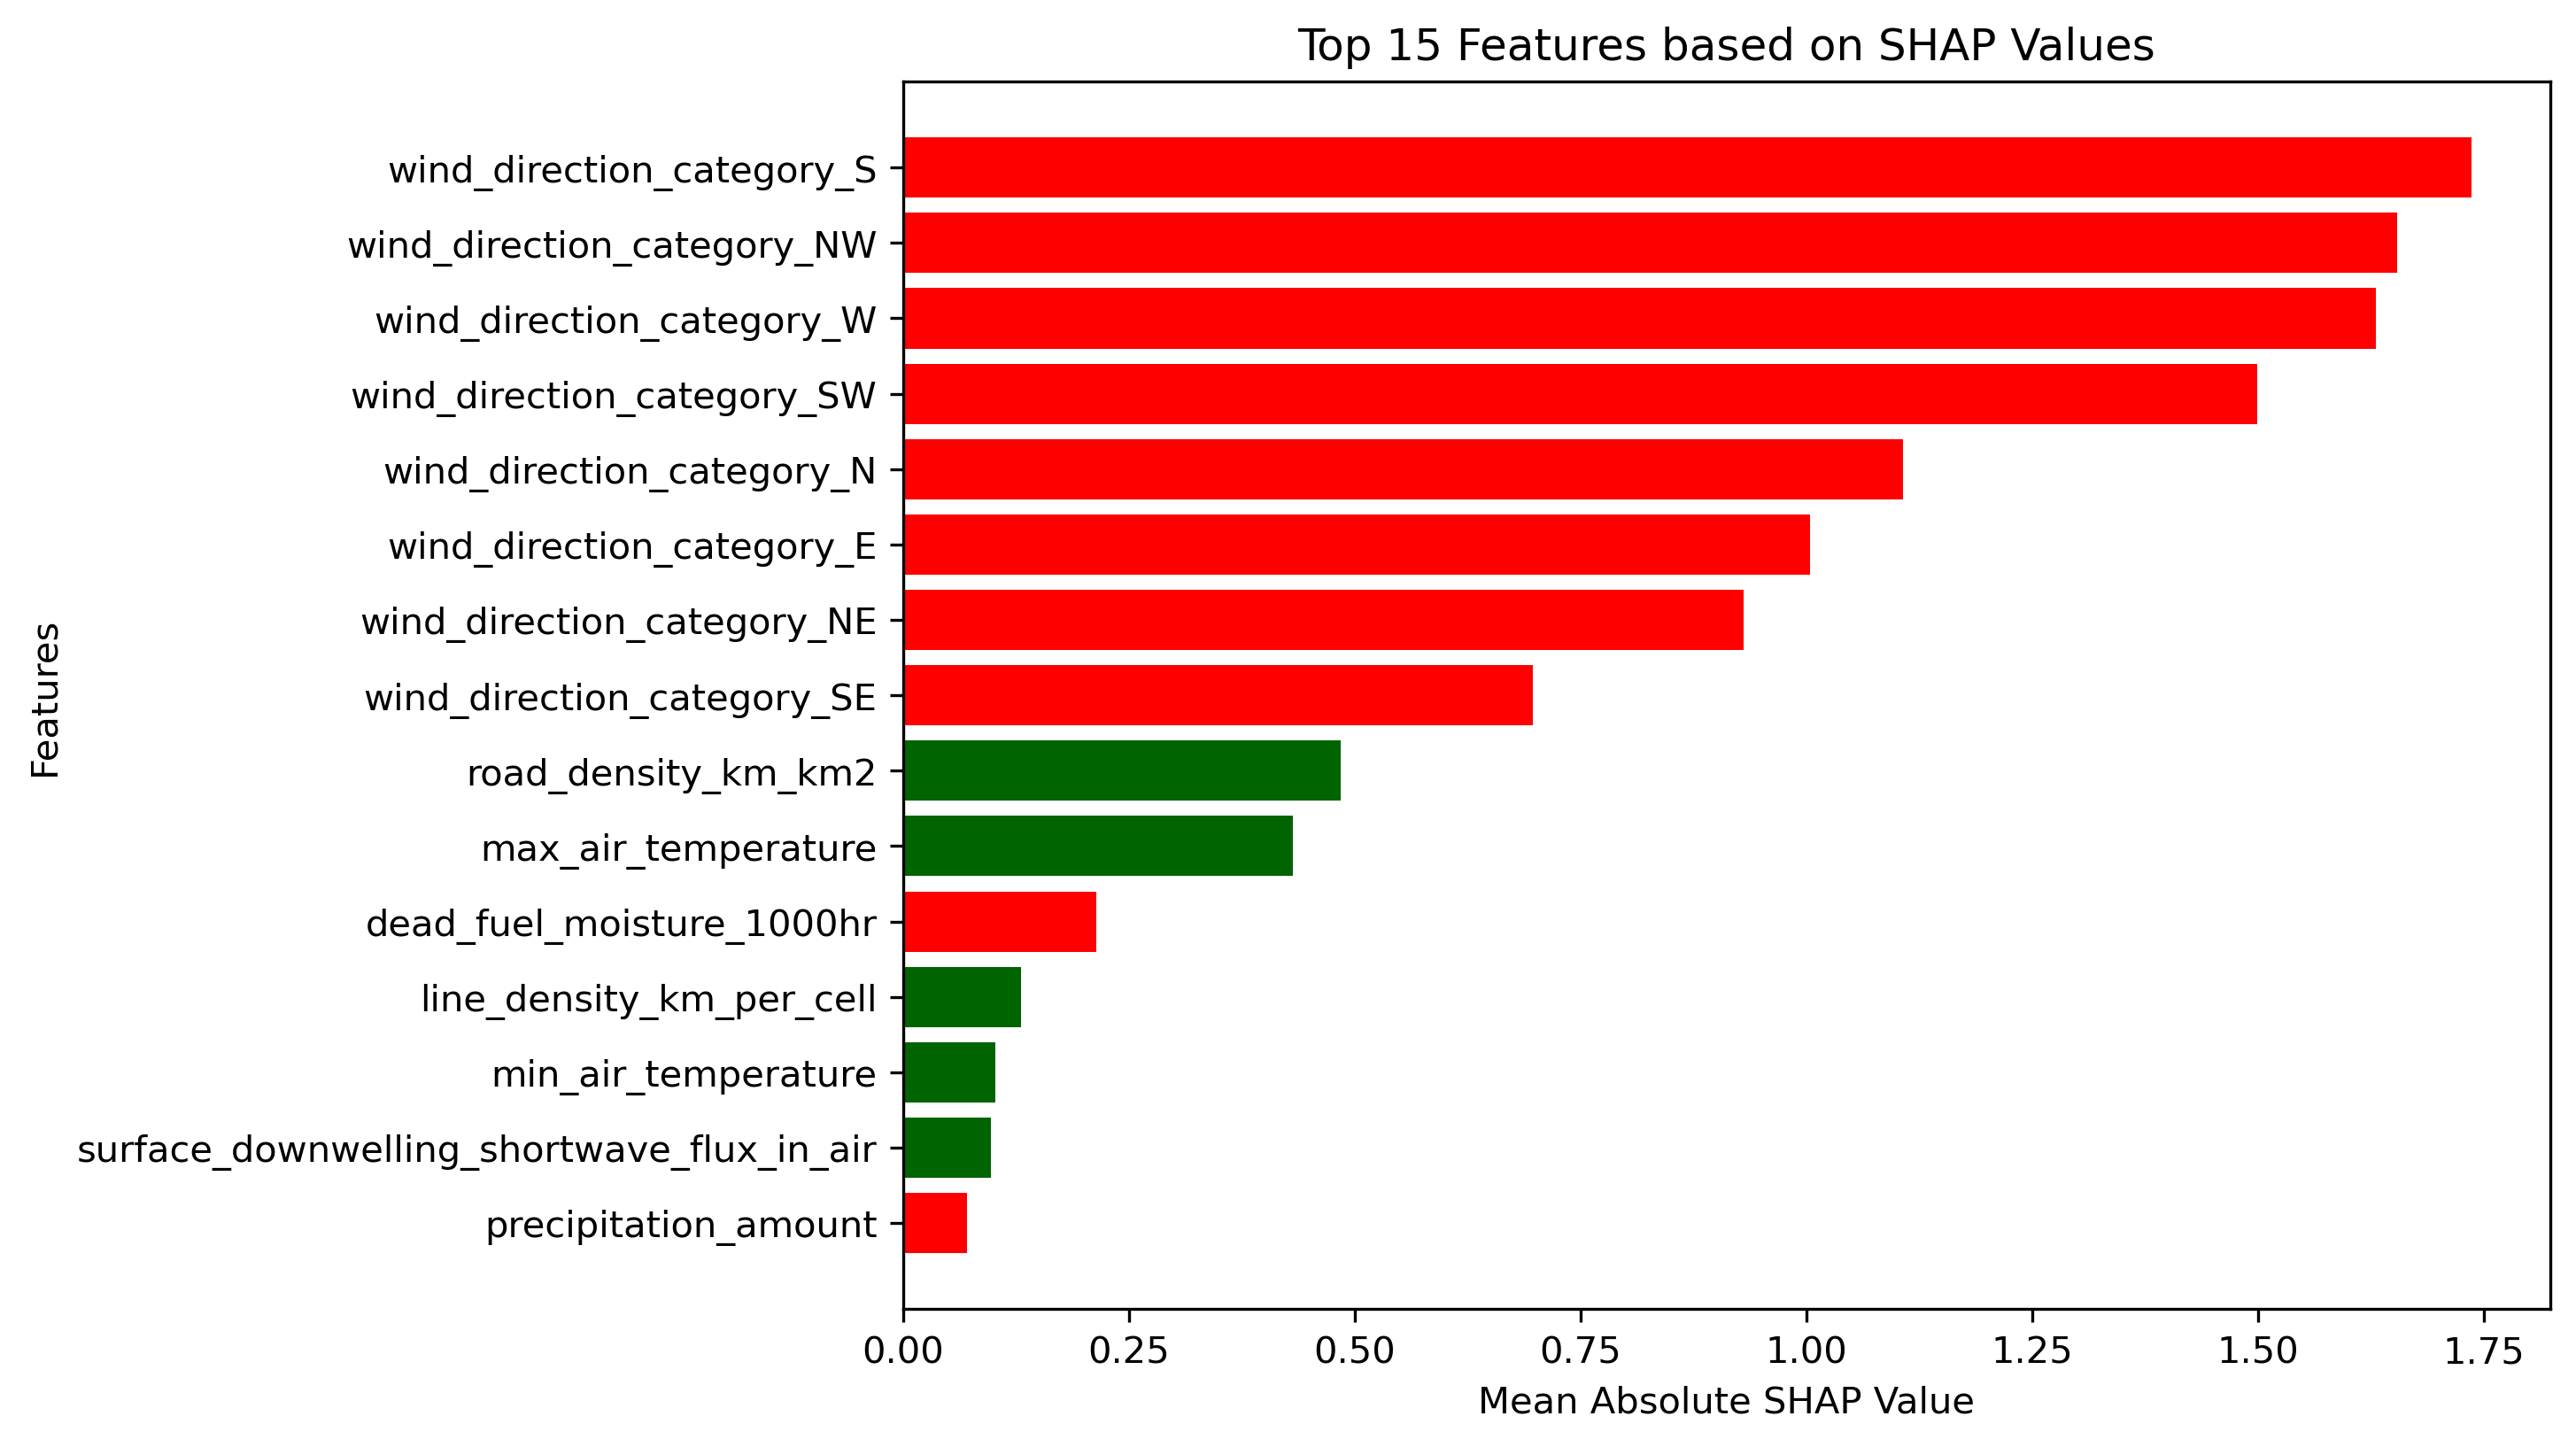 Top 15 Features based on SHAP Values
Features
wind_direction_category_S
wind_direction_category_NW
wind_direction_category_W
wind_direction_category_SW
wind_direction_category_N
wind_direction_category_E
wind_direction_category_NE
wind_direction_category_SE
road_density_km_km2
max_air_temperature
dead_fuel_moisture_1000hr
line_density_km_per_cell
min_air_temperature
surface_downwelling_shortwave_flux_in_air
precipitation_amount
0.00 0.25 0.50 0.75 1.00 1.25 1.50 1.75
Mean Absolute SHAP Value